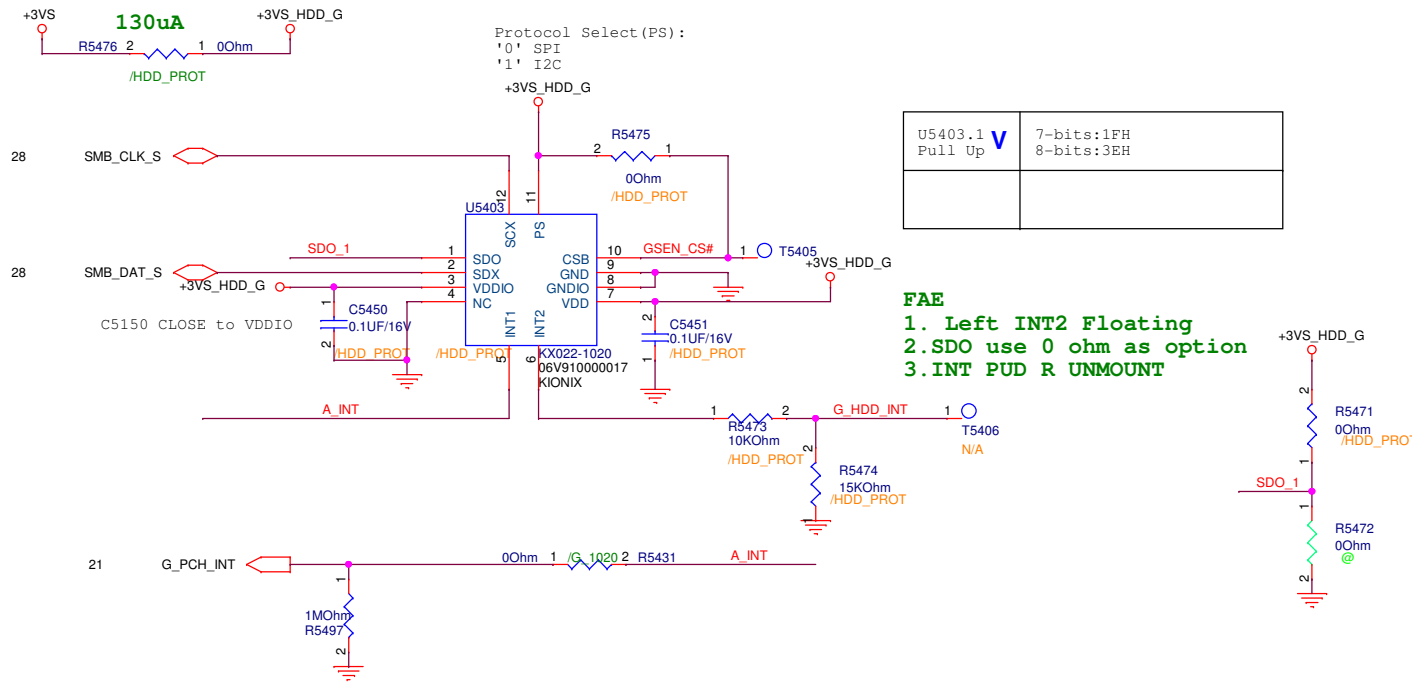 +3VS
130uA
+3VS_HDD_G
R5476 2
1 0Ohm
/HDD_PROT
Protocol Select(PS):
'0' SPI
'1' I2C
+3VS_HDD_G
R5475
2
1
0Ohm
/HDD_PROT
28 SMB_CLK_S
U5403.1 V
Pull Up
7-bits:1FH
8-bits:3EH
U5403
12
11
SCX
PS
SDO_1
1 SDO
2 SDX
3 VDDIO
4 NC
CSB 10
GND 9
GNDIO 8
VDD 7
INT1
INT2
5
6
GSEN_CS#
1 T5405
+3VS_HDD_G
28 SMB_DAT_S
+3VS_HDD_G
1
C5450
0.1UF/16V
2
/HDD_PROT
C5150 CLOSE to VDDIO
/HDD_PROT
KX022-1020
06V910000017
KIONIX
2
C5451
0.1UF/16V
/HDD_PROT
1
FAE
1. Left INT2 Floating
2.SDO use 0 ohm as option
3.INT PUD R UNMOUNT
A_INT
1
2
R5473
10KOhm
/HDD_PROT
G_HDD_INT
1
T5406
N/A
2
R5474
15KOhm
/HDD_PROT
1
+3VS_HDD_G
2
R5471
0Ohm
/HDD_PRO
1
SDO_1
1
R5472
0Ohm
@
2
21 G_PCH_INT
0Ohm 1 /G_1020 2 R5431
A_INT
1
1MOhm
R5497
2